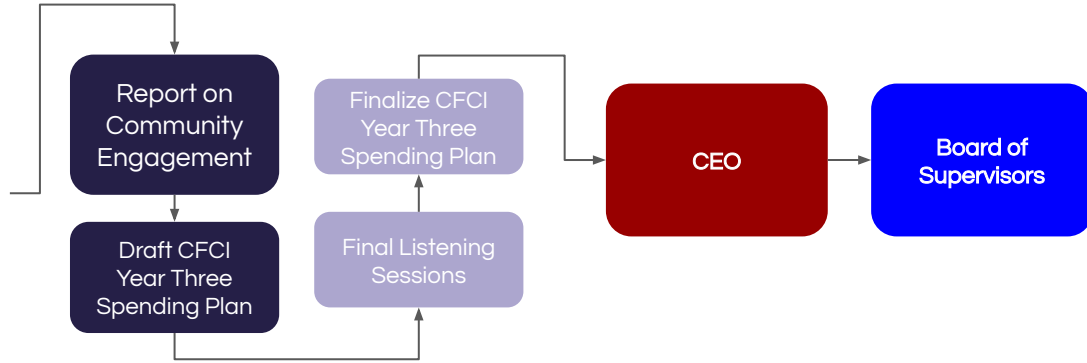 Report on
Community
Engagement
Draft CFCI
Year Three
Spending Plan
Final Listening
Sessions
Finalize CFCI
Year Three
Spending Plan
CEO
Board of
Supervisors